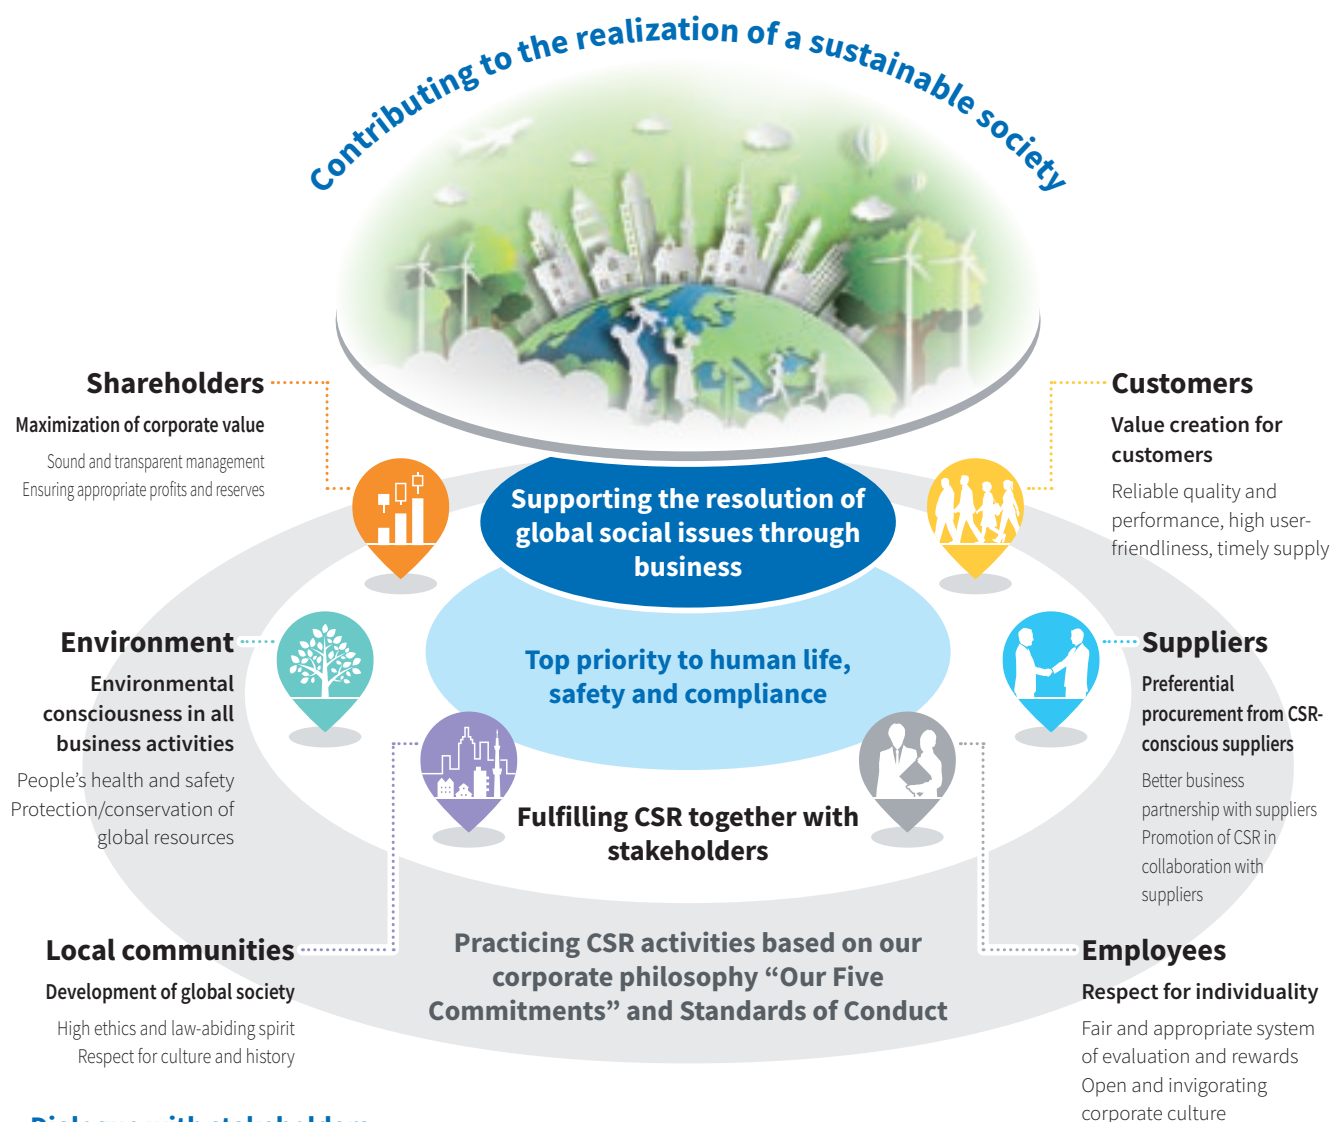 Contributing to the realization of a sustainable society
Shareholders
Maximization of corporate value
Sound and transparent management
Ensuring appropriate profits and reserves
Customers
Value creation for
customers
Reliable quality and
performance, high user-
friendliness, timely supply
Supporting the resolution of
global social issues through
business
Environment
Environmental
consciousness in all
business activities
People's health and safety
Protection/conservation of
global resources
Top priority to human life,
safety and compliance
Suppliers
Preferential
procurement from CSR-
conscious suppliers
Better business
partnership with suppliers
Promotion of CSR in
collaboration with
suppliers
Fulfilling CSR together with
stakeholders
Local communities
Development of global society
High ethics and law-abiding spirit
Respect for culture and history
Practicing CSR activities based on our
corporate philosophy “Our Five
Commitments” and Standards of Conduct
Employees
Respect for individuality
Fair and appropriate system
of evaluation and rewards
Open and invigorating
corporate culture
Dialogue with stakeholders